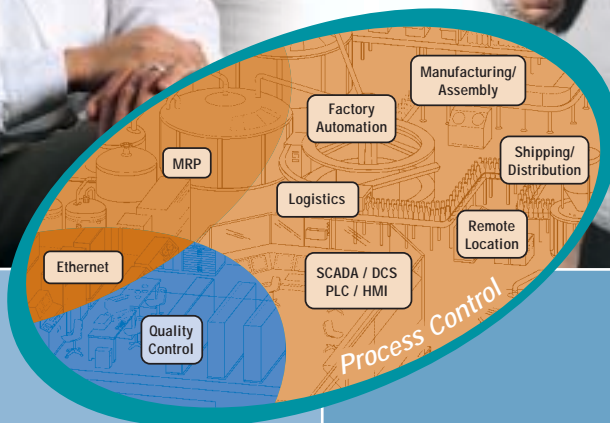 Manufacturing/
Assembly
Factory
Automation
MRP
Shipping/
Distribution
Logistics
Remote
Location
Ethernet
SCADA / DCS
PLC / HMI
Quality
Control
Process Control